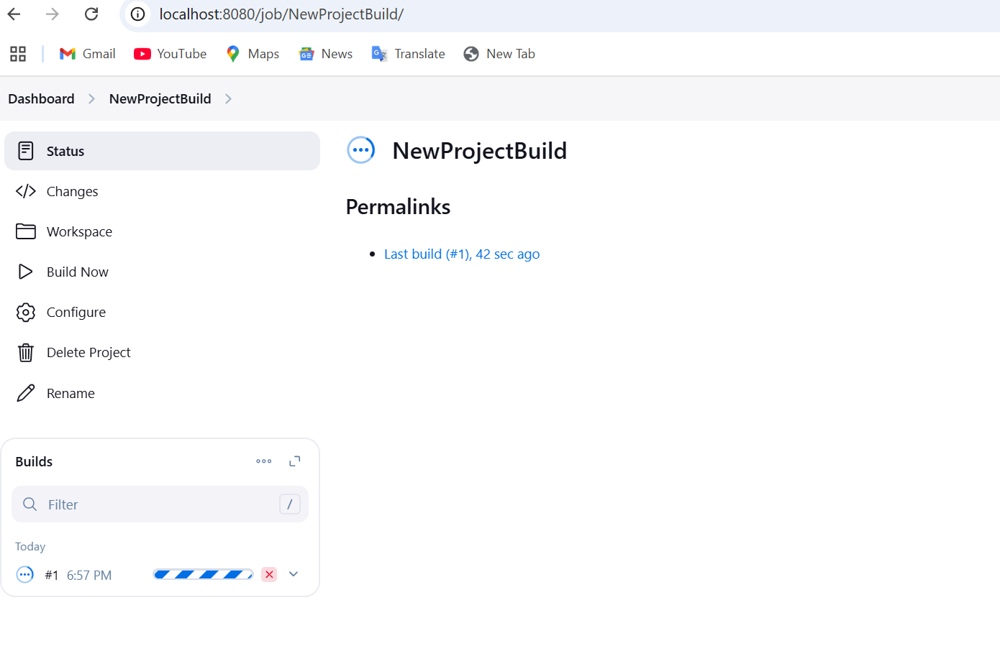 localhost:8080/job/NewProjectBuild/
Gmail YouTube Maps News Translate New Tab
Dashboard NewProjectBuild
Status
Changes
Workspace
Build Now
Configure
Delete Project
Rename
NewProjectBuild
Permalinks
Last build (#1), 42 sec ago
Builds
Filter /
Today
#1 6:57 PM